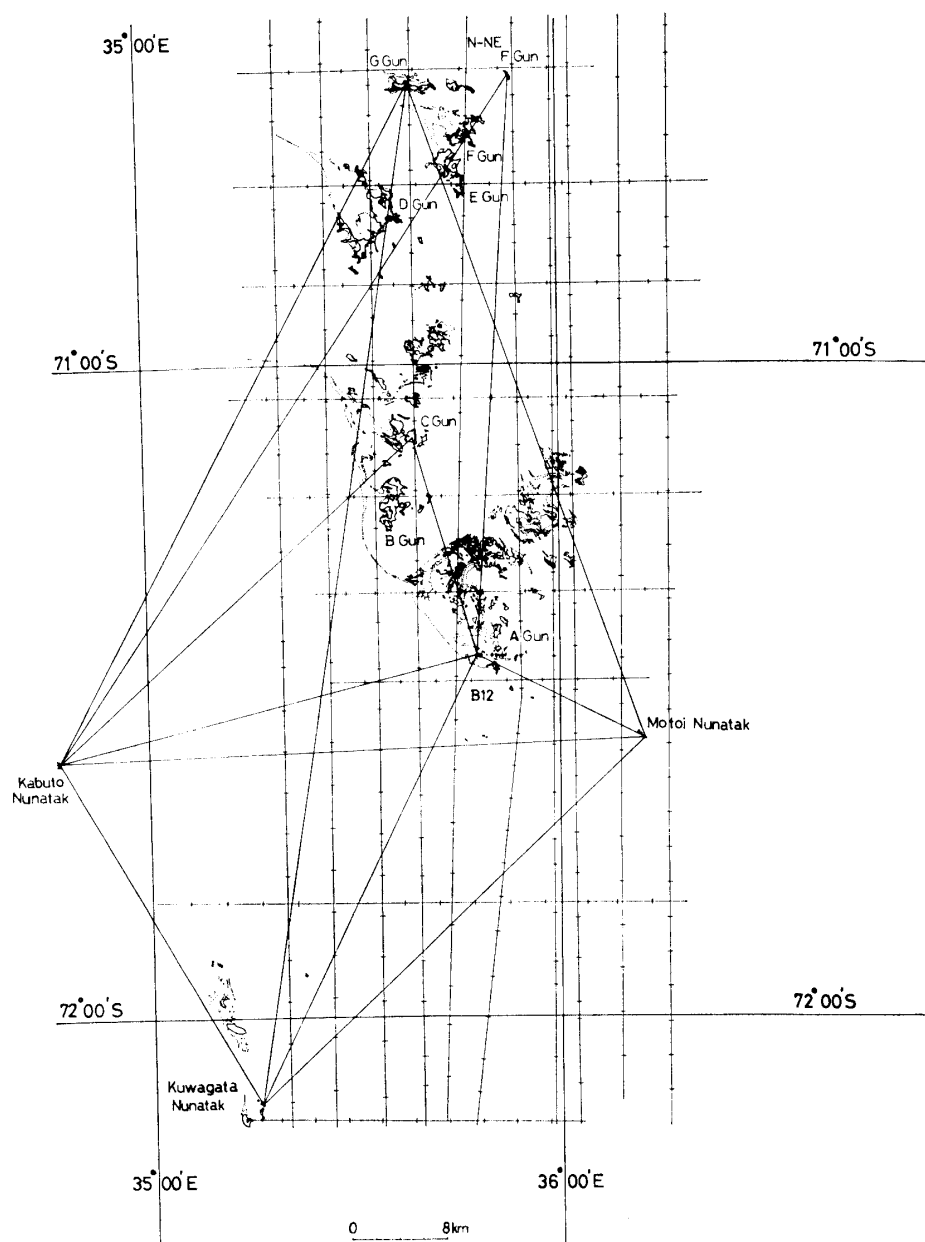 35°00'E
N-NE
G Gun
F Gun
F Gun
E Gun
D Gun
71°00'S
71°00'S
C Gun
B Gun
A Gun
B12
Motoi Nunatak
Kabuto
Nunatak
72°00'S
72°00'S
Kuwagata
Nunatak
35°00'E
36°00'E
0 8km